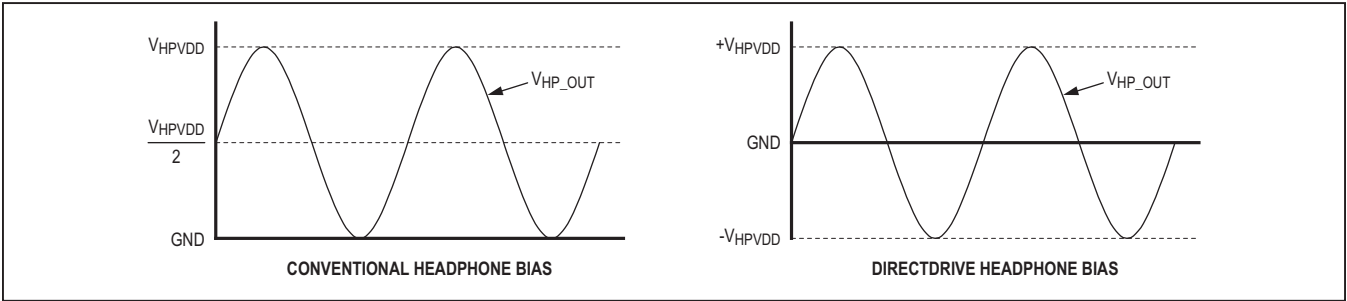 VHPVDD
VHP_OUT
VHPVDD
2
GND
CONVENTIONAL HEADPHONE BIAS
+VHPVDD
VHP_OUT
GND
-VHPVDD
DIRECTDRIVE HEADPHONE BIAS